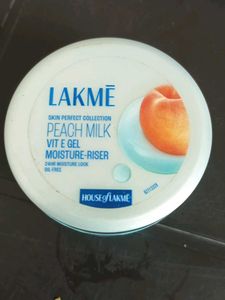 LAKMĒ
SKIN PERFECT COLLECTION
PEACH MILK
VIT E GEL
MOISTURE-RISER
24HR MOISTURE LOCK
OIL-FREE
HOUSE of LAKMĒ